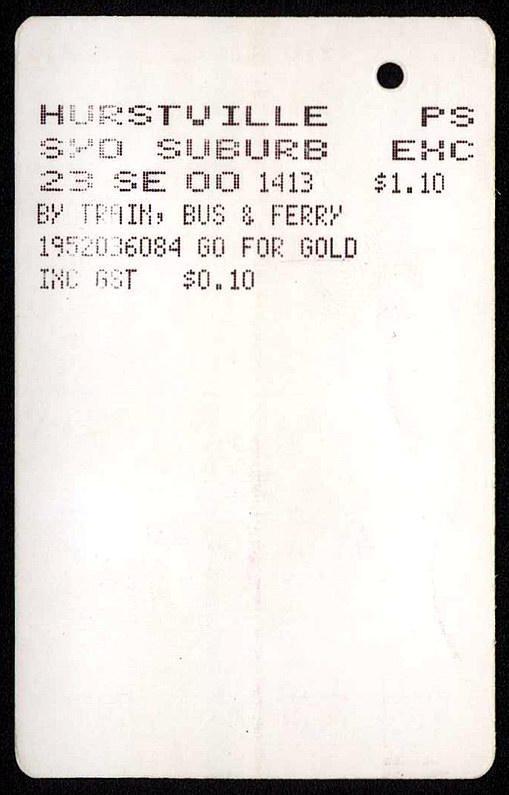 HURSTVILLE PS
SYD SUBURB EXC
23 SE 00 1413 $1.10
BY TRAIN, BUS & FERRY
1952036084 GO FOR GOLD
INC GST $0.10